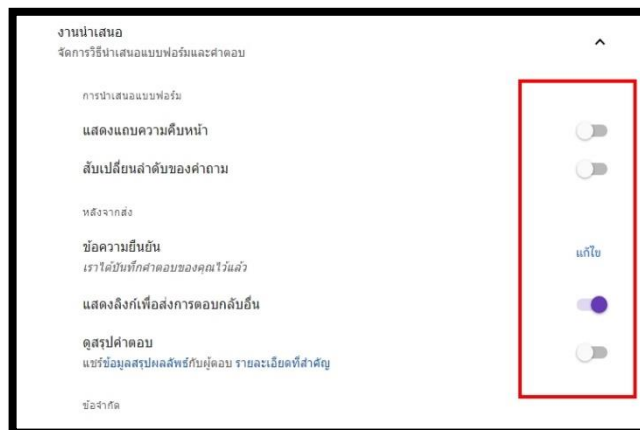 งานนำเสนอ
จัดการวิธีนำเสนอแบบฟอร์มและคำตอบ
การนำเสนอแบบฟอร์ม
แสดงแถบความคืบหน้า
สับเปลี่ยนลำดับของคำถาม
หลังจากส่ง
ข้อความยืนยัน
แก้ไข
เราได้บันทึกคำตอบของคุณไว้แล้ว
แสดงลิงก์เพื่อส่งการตอบกลับอื่น
ดูสรุปคำตอบ
แชร์ข้อมูลสรุปผลลัพธ์กับผู้ตอบ รายละเอียดที่สำคัญ
ข้อจำกัด